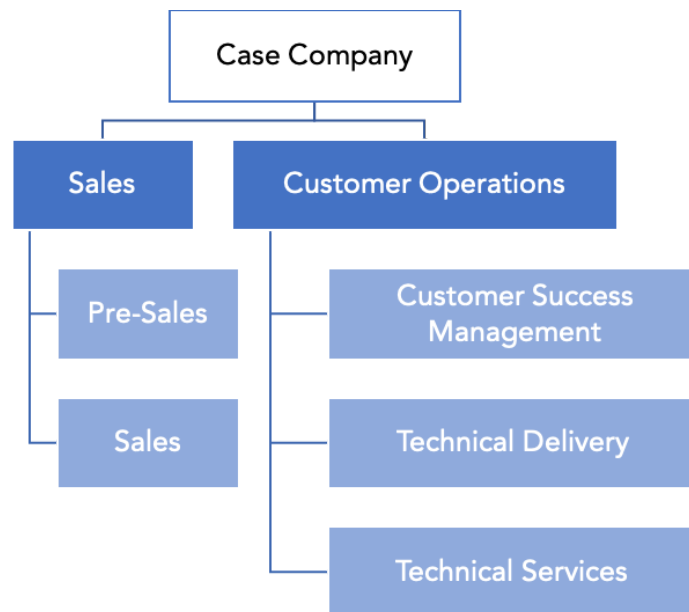 Case Company
Sales
Customer Operations
Pre-Sales
Sales
Customer Success
Management
Technical Delivery
Technical Services